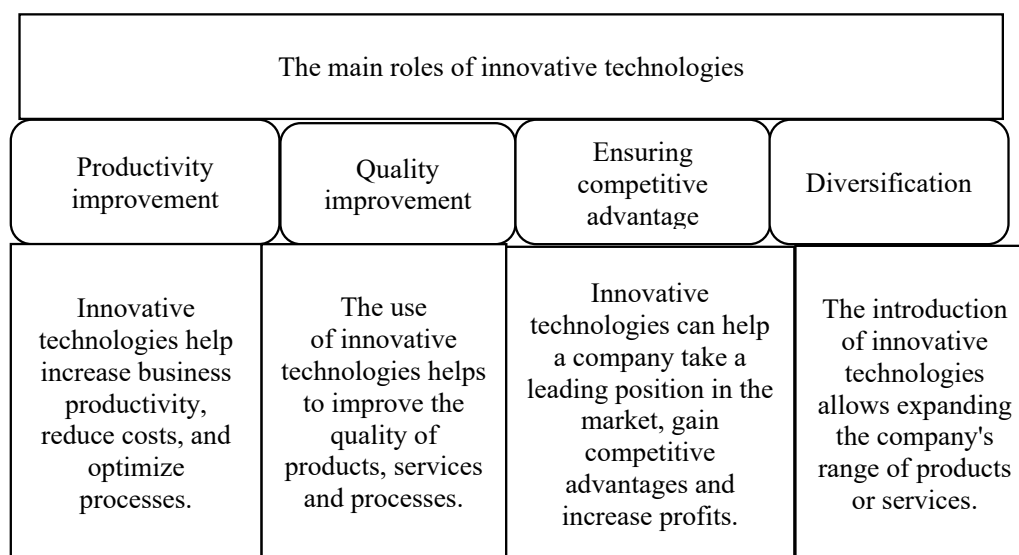 The main roles of innovative technologies
Productivity
improvement
Quality
improvement
Ensuring
competitive
advantage
Diversification
Innovative
technologies help
increase business
productivity,
reduce costs, and
optimize
processes.
The use
of innovative
technologies helps
to improve the
quality of
products, services
and processes.
Innovative
technologies can help
a company take a
leading position in the
market, gain
competitive
advantages and
increase profits.
The introduction
of innovative
technologies
allows expanding
the company's
range of products
or services.